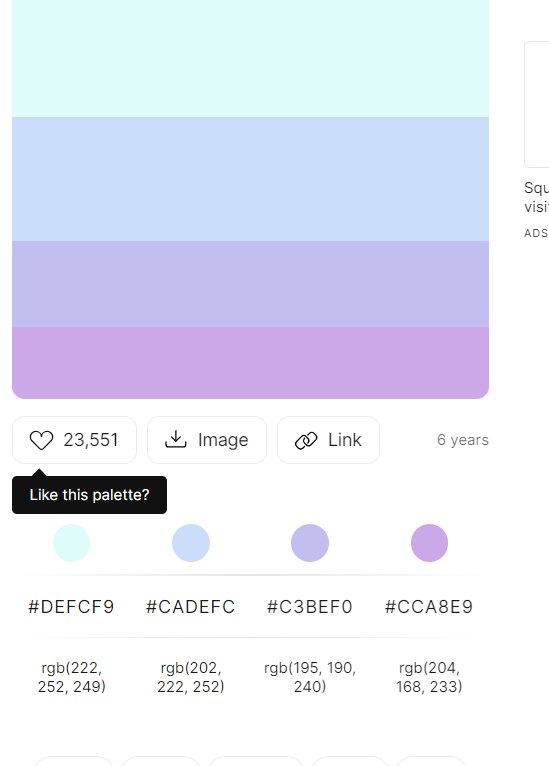 Squ
visit
ADS
23,551
Image
Link
6 years
Like this palette?
#DEFCF9
#CADEFC
#C3BEF0
#CCA8E9
rgb(222,
252, 249)
rgb(202,
222, 252)
rgb(195, 190,
240)
rgb(204,
168, 233)